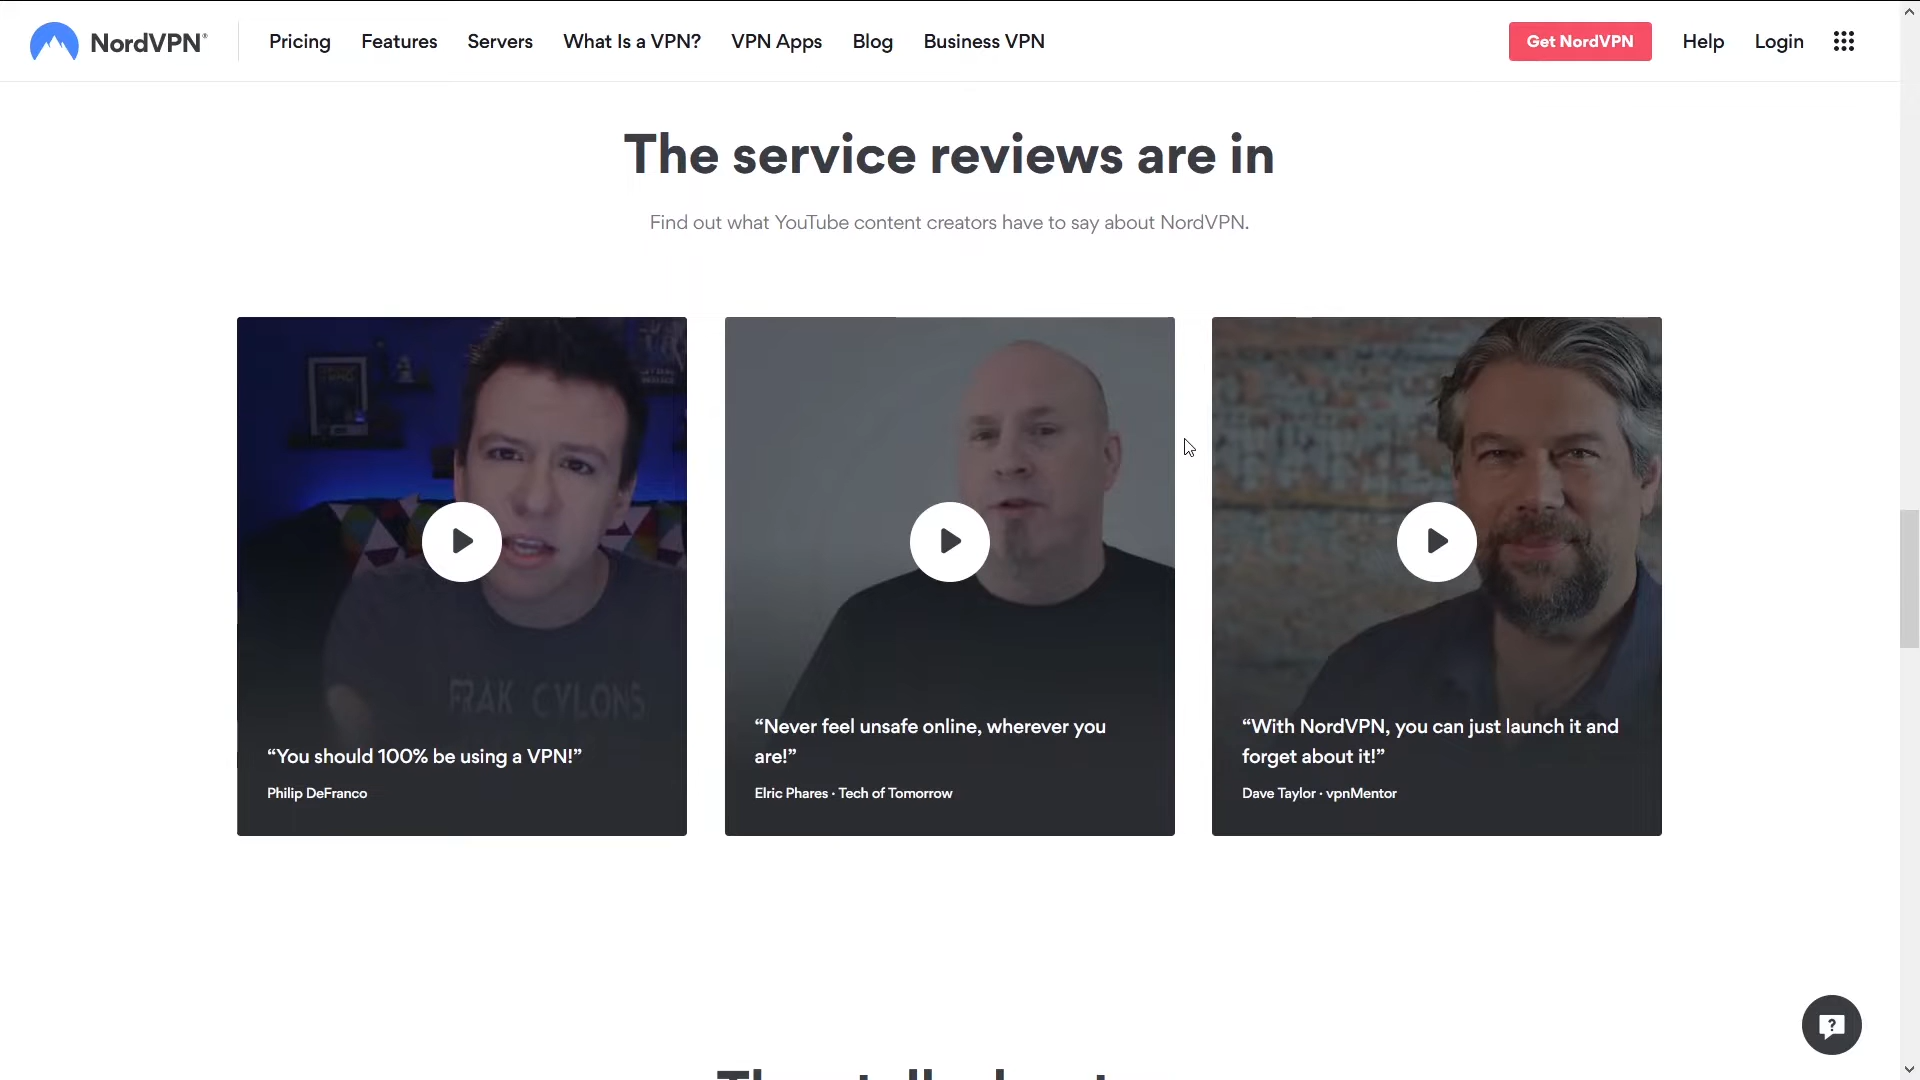 NordVPN®
Pricing
Features
Servers
What Is a VPN?
VPN Apps
Blog
Business VPN
Get NordVPN
Help
Login
The service reviews are in
Find out what YouTube content creators have to say about NordVPN.
FRAK CYLONS
“You should 100% be using a VPN!”
Philip DeFranco
“Never feel unsafe online, wherever you
are!”
Elric Phares · Tech of Tomorrow
“With NordVPN, you can just launch it and
forget about it!”
Dave Taylor · vpnMentor